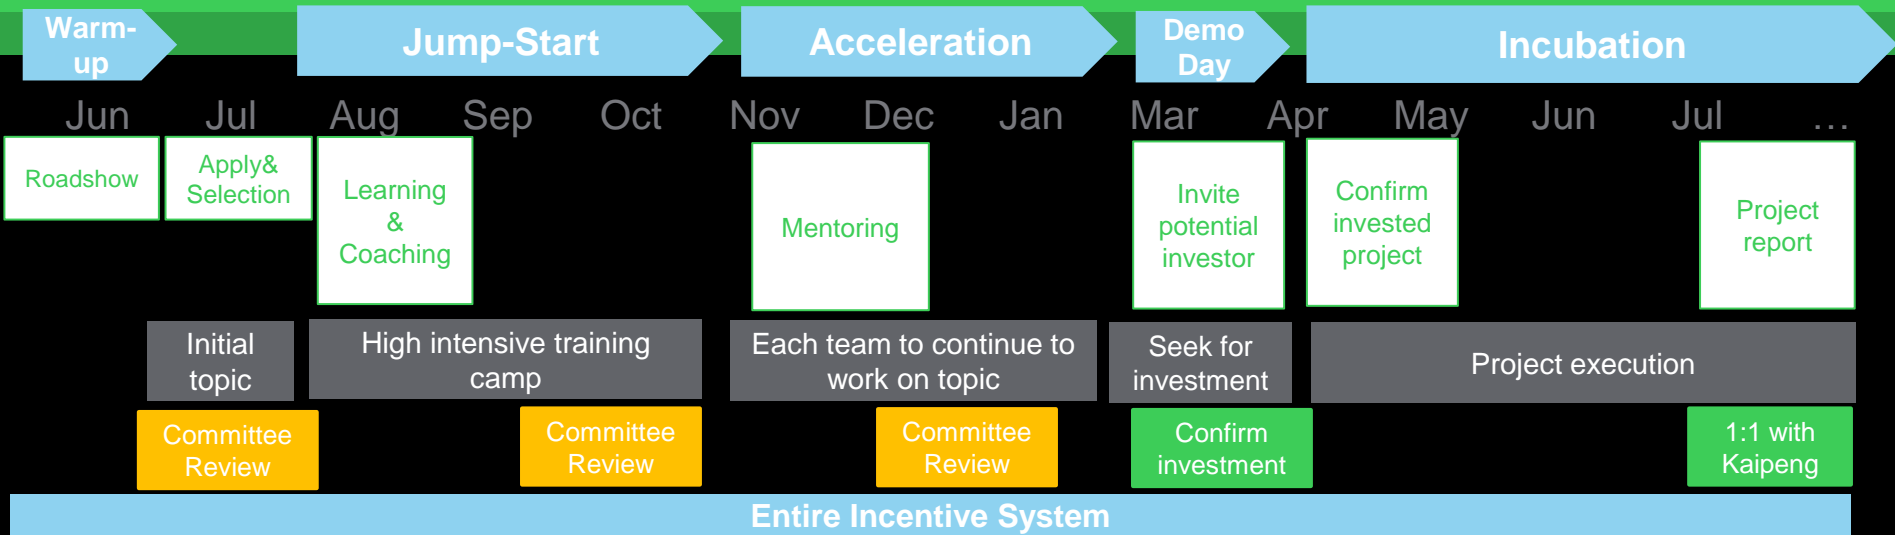 Warm-
up
Jump-Start
Acceleration
Demo
Day
Incubation
Jun Jul Aug Sep Oct Nov Dec Jan Mar Apr May Jun Jul ...
Roadshow
Apply&
Selection
Learning
&
Coaching
Mentoring
Invite
potential
investor
Confirm
invested
project
Project
report
Initial
topic
High intensive training
camp
Each team to continue to
work on topic
Seek for
investment
Project execution
Committee
Review
Committee
Review
Committee
Review
Confirm
investment
1:1 with
Kaipeng
Entire Incentive System